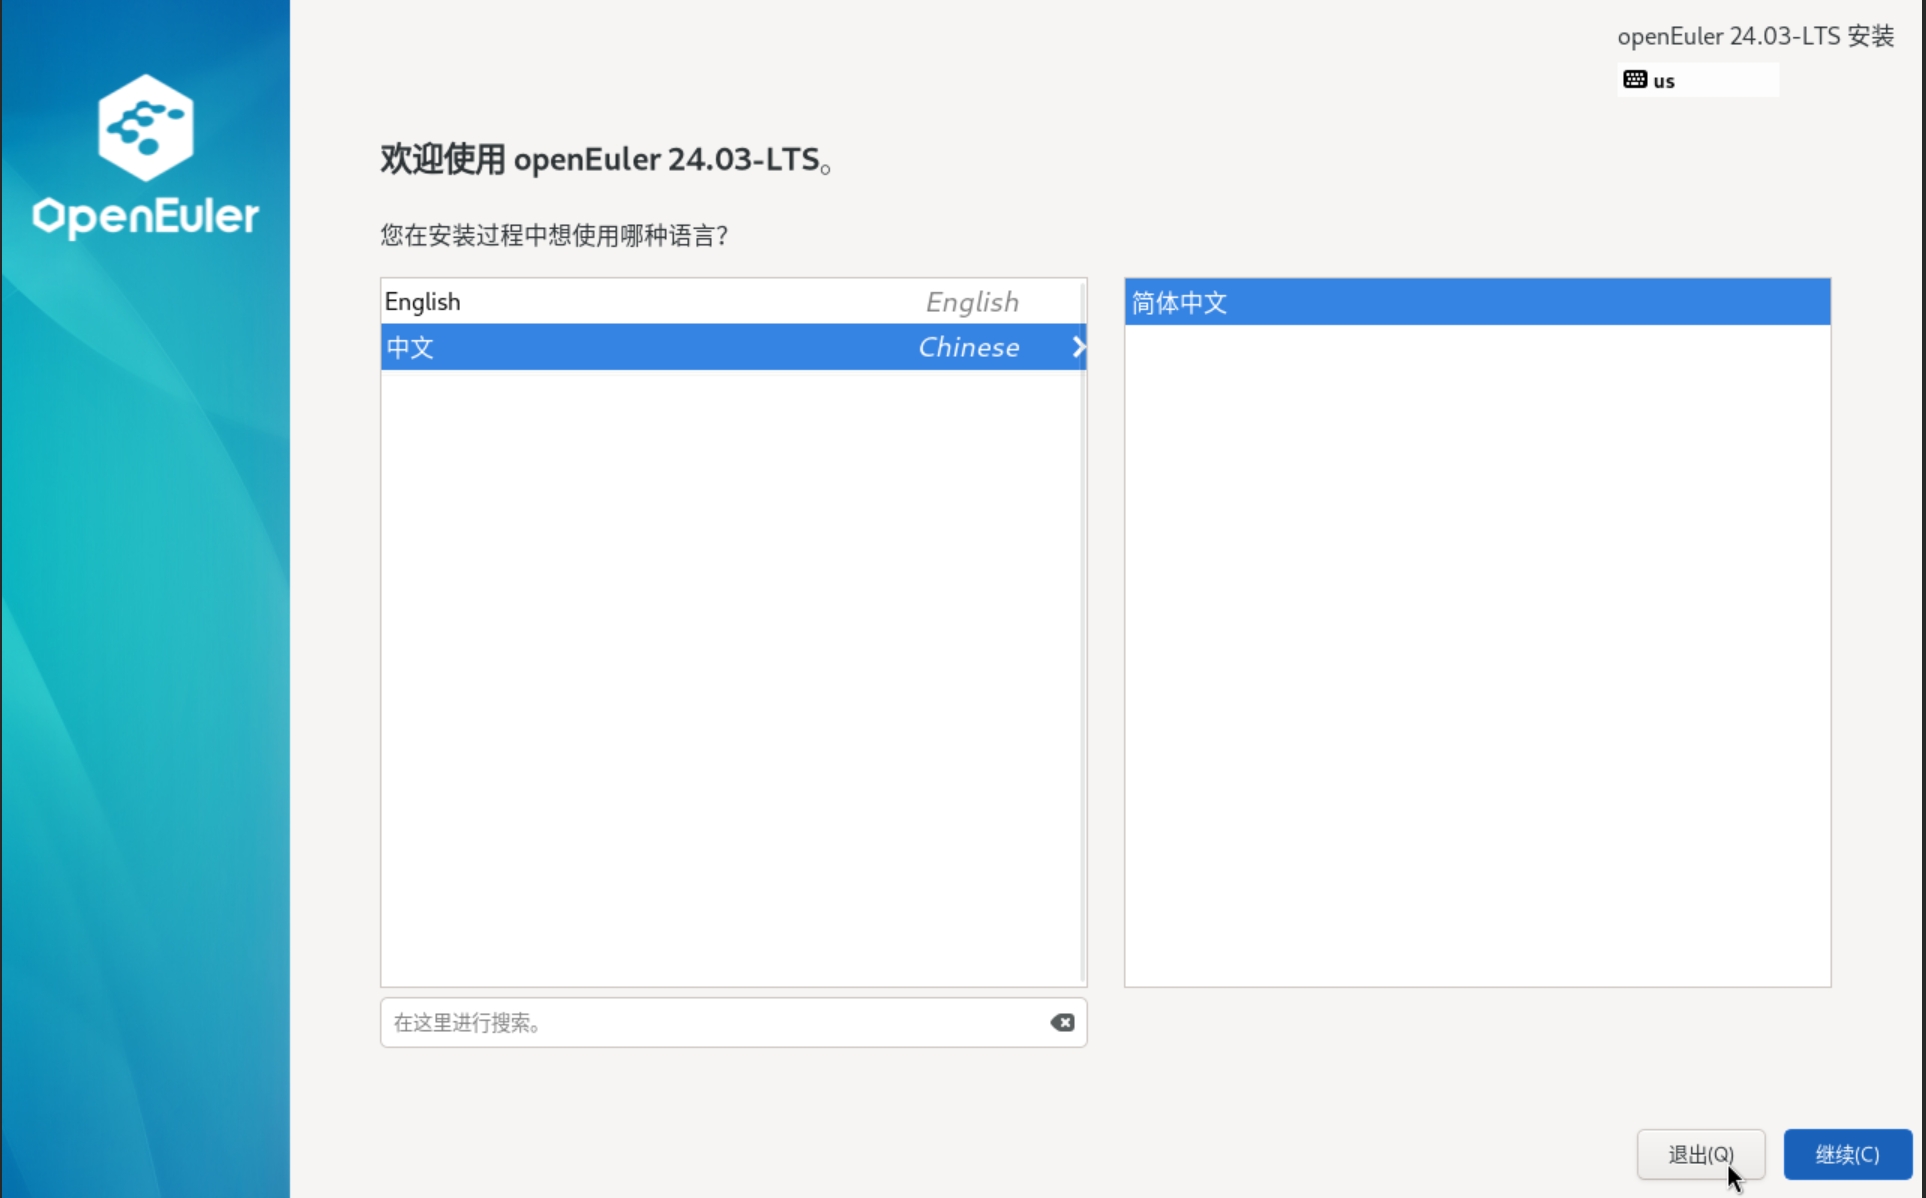 OpenEuler
openEuler 24.03-LTS 安装
us
欢迎使用 openEuler 24.03-LTS。
您在安装过程中想使用哪种语言？
English English
中文 Chinese
简体中文
在这里进行搜索。
退出(Q)
继续(C)